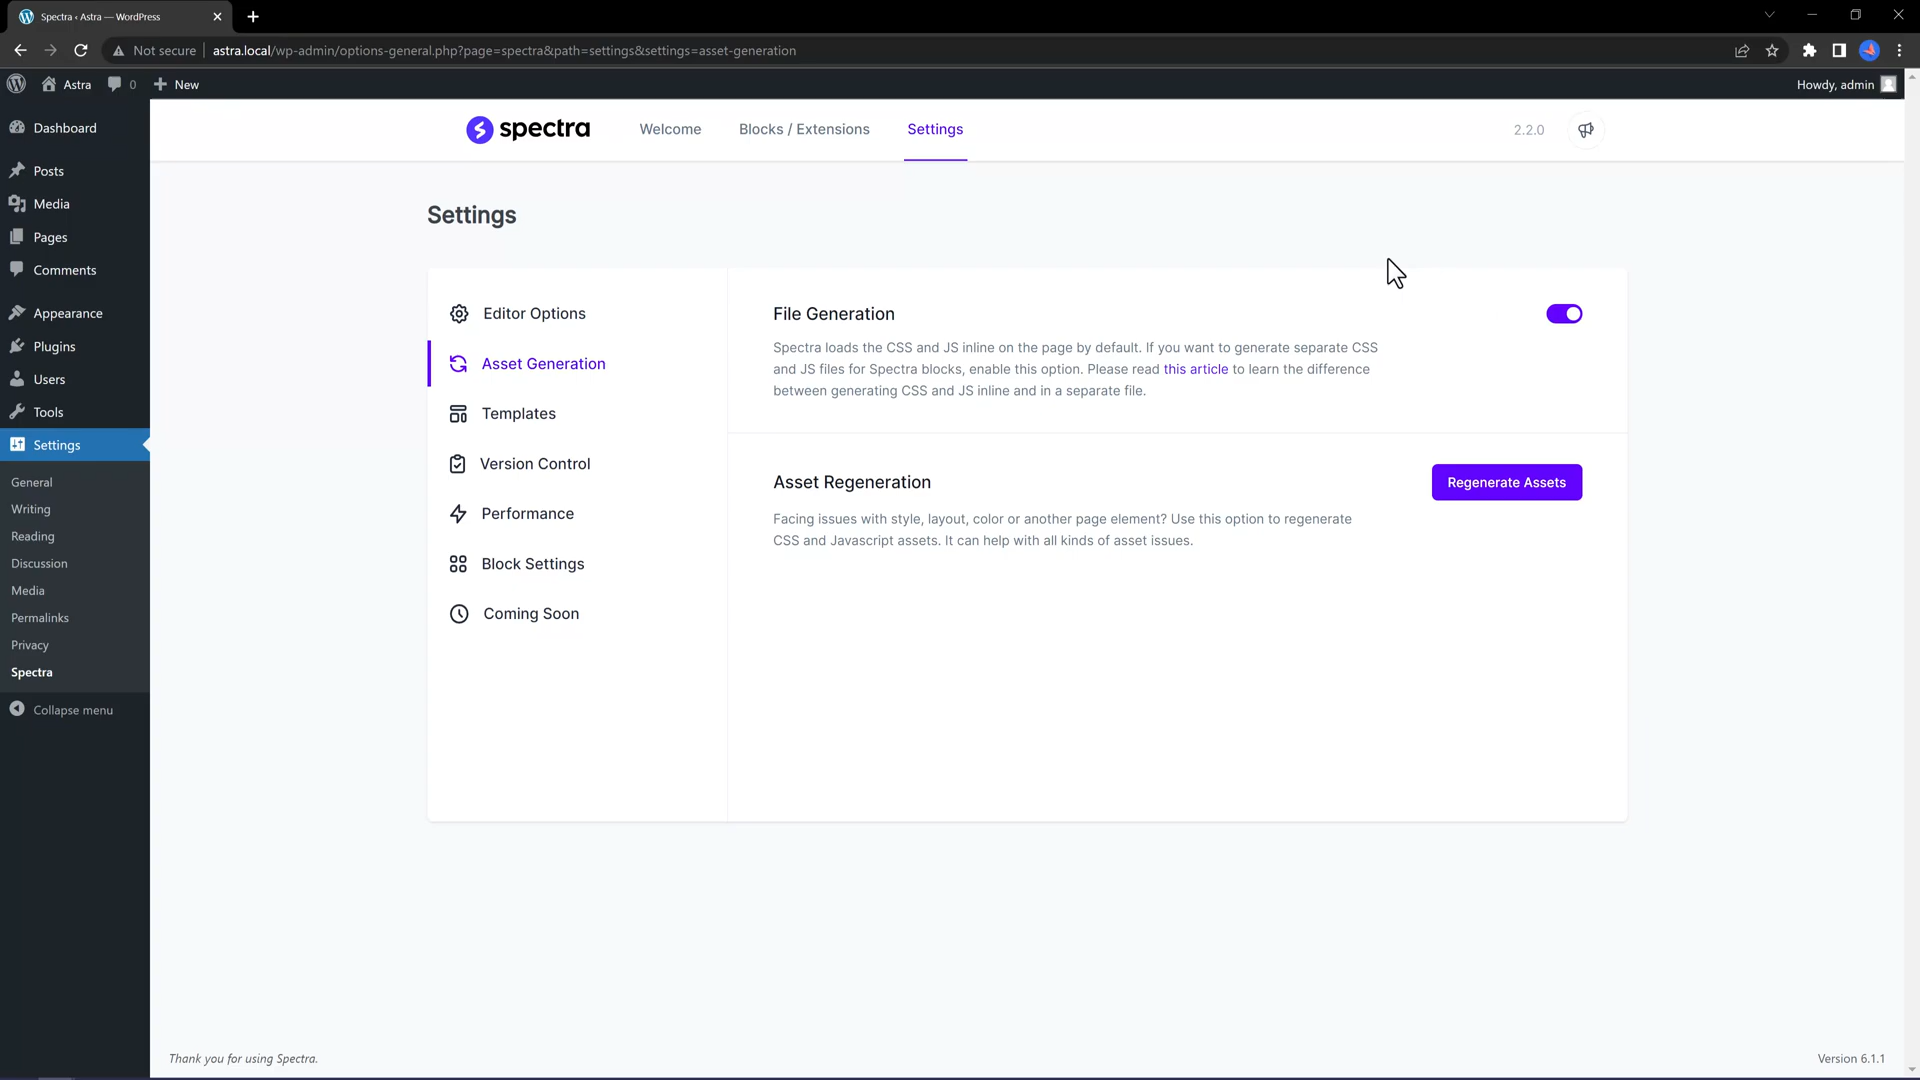 Spectra ‹ Astra — WordPress
Not secure
astra.local/wp-admin/options-general.php?page=spectra&path=settings&settings=asset-generation
Astra
0
New
Howdy, admin
Dashboard
Posts
Media
Pages
Comments
Appearance
Plugins
Users
Tools
Settings
General
Writing
Reading
Discussion
Media
Permalinks
Privacy
Spectra
Collapse menu
spectra
Welcome
Blocks / Extensions
Settings
2.2.0
Settings
Editor Options
Asset Generation
Templates
Version Control
Performance
Block Settings
Coming Soon
File Generation
Spectra loads the CSS and JS inline on the page by default. If you want to generate separate CSS
and JS files for Spectra blocks, enable this option. Please read this article to learn the difference
between generating CSS and JS inline and in a separate file.
Asset Regeneration
Regenerate Assets
Facing issues with style, layout, color or another page element? Use this option to regenerate
CSS and Javascript assets. It can help with all kinds of asset issues.
Thank you for using Spectra.
Version 6.1.1